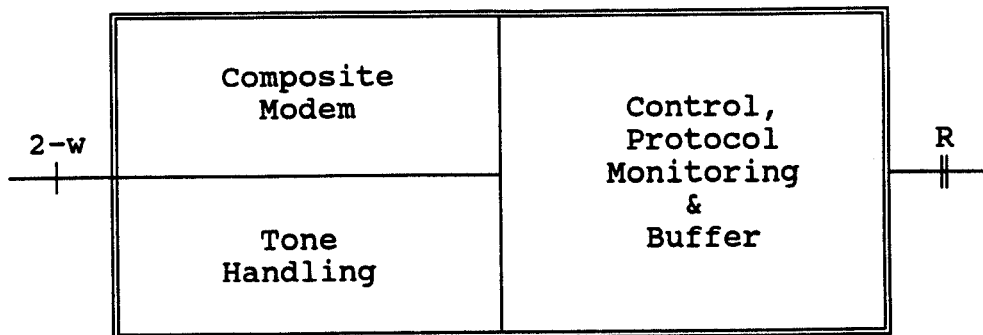 2-w
Composite
Modem
Tone
Handling
Control,
Protocol
Monitoring
&
Buffer
R